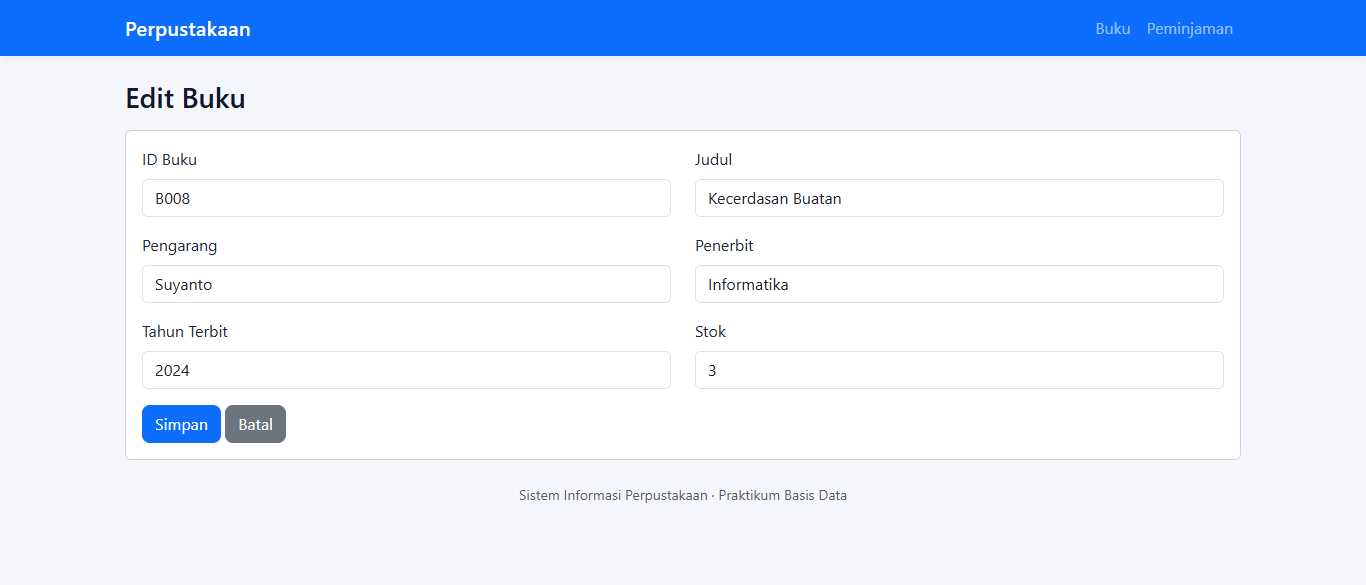 Perpustakaan
Buku Peminjaman
Edit Buku
ID Buku
B008
Judul
Kecerdasan Buatan
Pengarang
Suyanto
Penerbit
Informatika
Tahun Terbit
2024
Stok
3
Simpan Batal
Sistem Informasi Perpustakaan · Praktikum Basis Data